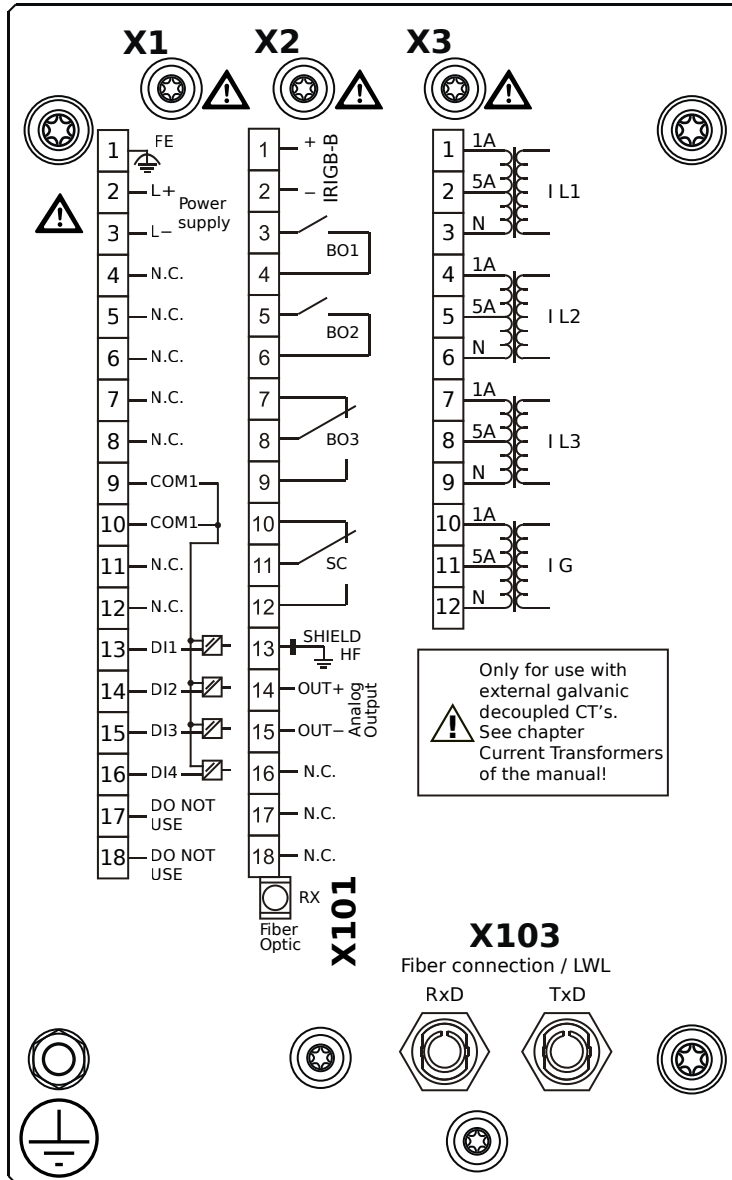 X1
X2
X3
1
FE
2
L+
3
L−
Power
supply
4
N.C.
5
N.C.
6
N.C.
7
N.C.
8
N.C.
9
COM1
10
COM1
11
N.C.
12
N.C.
13
DI1
14
DI2
15
DI3
16
DI4
17
DO NOT
USE
18
DO NOT
USE
1
+
2
−
IRIGB-B
3
4
BO1
5
6
BO2
7
8
9
BO3
10
11
12
SC
13
SHIELD
HF
14
OUT+
15
OUT−
Analog
Output
16
N.C.
17
N.C.
18
N.C.
RX
Fiber
Optic
X101
1
1A
2
5A
3
N
I L1
4
1A
5
5A
6
N
I L2
7
1A
8
5A
9
N
I L3
10
1A
11
5A
12
N
I G
!
Only for use with
external galvanic
decoupled CT's.
See chapter
Current Transformers
of the manual!
X103
Fiber connection / LWL
RxD
TxD